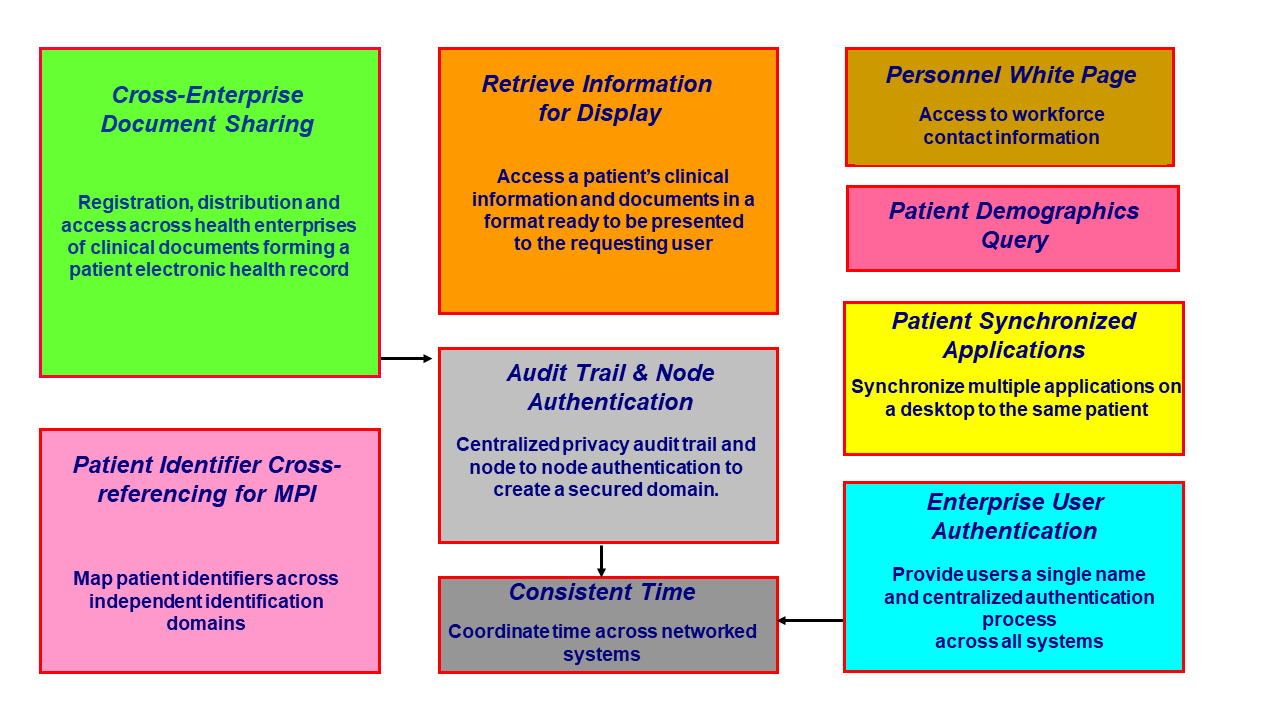 Cross-Enterprise
Document Sharing
Registration, distribution and
access across health enterprises
of clinical documents forming a
patient electronic health record
Patient Identifier Cross-
referencing for MPI
Map patient identifiers across
independent identification
domains
Retrieve Information
for Display
Access a patient’s clinical
information and documents in a
format ready to be presented
to the requesting user
Audit Trail & Node
Authentication
Centralized privacy audit trail and
node to node authentication to
create a secured domain.
Consistent Time
Coordinate time across networked
systems
Personnel White Page
Access to workforce
contact information
Patient Demographics
Query
Patient Synchronized
Applications
Synchronize multiple applications on
a desktop to the same patient
Enterprise User
Authentication
Provide users a single name
and centralized authentication
process
across all systems